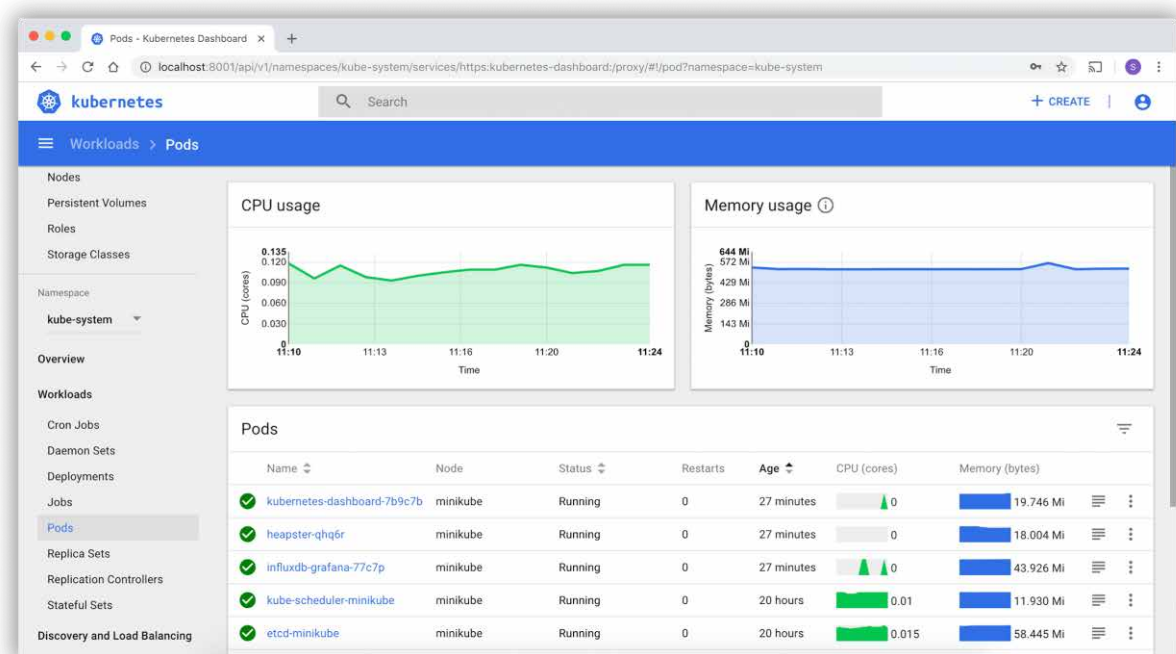 Pods - Kubernetes Dashboard × +
localhost:8001/api/v1/namespaces/kube-system/services/https:kubernetes-dashboard:/proxy/#!/pod?namespace=kube-system
S
kubernetes
Search
+ CREATE |
Workloads > Pods
Nodes
Persistent Volumes
Roles
Storage Classes
Namespace
kube-system
Overview
Workloads
Cron Jobs
Daemon Sets
Deployments
Jobs
Pods
Replica Sets
Replication Controllers
Stateful Sets
Discovery and Load Balancing
CPU usage
CPU (cores)
0.135
0.120
0.090
0.060
0.030
0
11:10 11:13 11:16 11:20 11:24
Time
Memory usage
Memory (bytes)
644 Mi
572 Mi
429 Mi
286 Mi
143 Mi
0
11:10 11:13 11:16 11:20 11:24
Time
Pods
Name Node Status Restarts Age CPU (cores) Memory (bytes)
kubernetes-dashboard-7b9c7b minikube Running 0 27 minutes 0 19.746 Mi
heapster-qhq6r minikube Running 0 27 minutes 0 18.004 Mi
influxdb-grafana-77c7p minikube Running 0 27 minutes 0 43.926 Mi
kube-scheduler-minikube minikube Running 0 20 hours 0.01 11.930 Mi
etcd-minikube minikube Running 0 20 hours 0.015 58.445 Mi